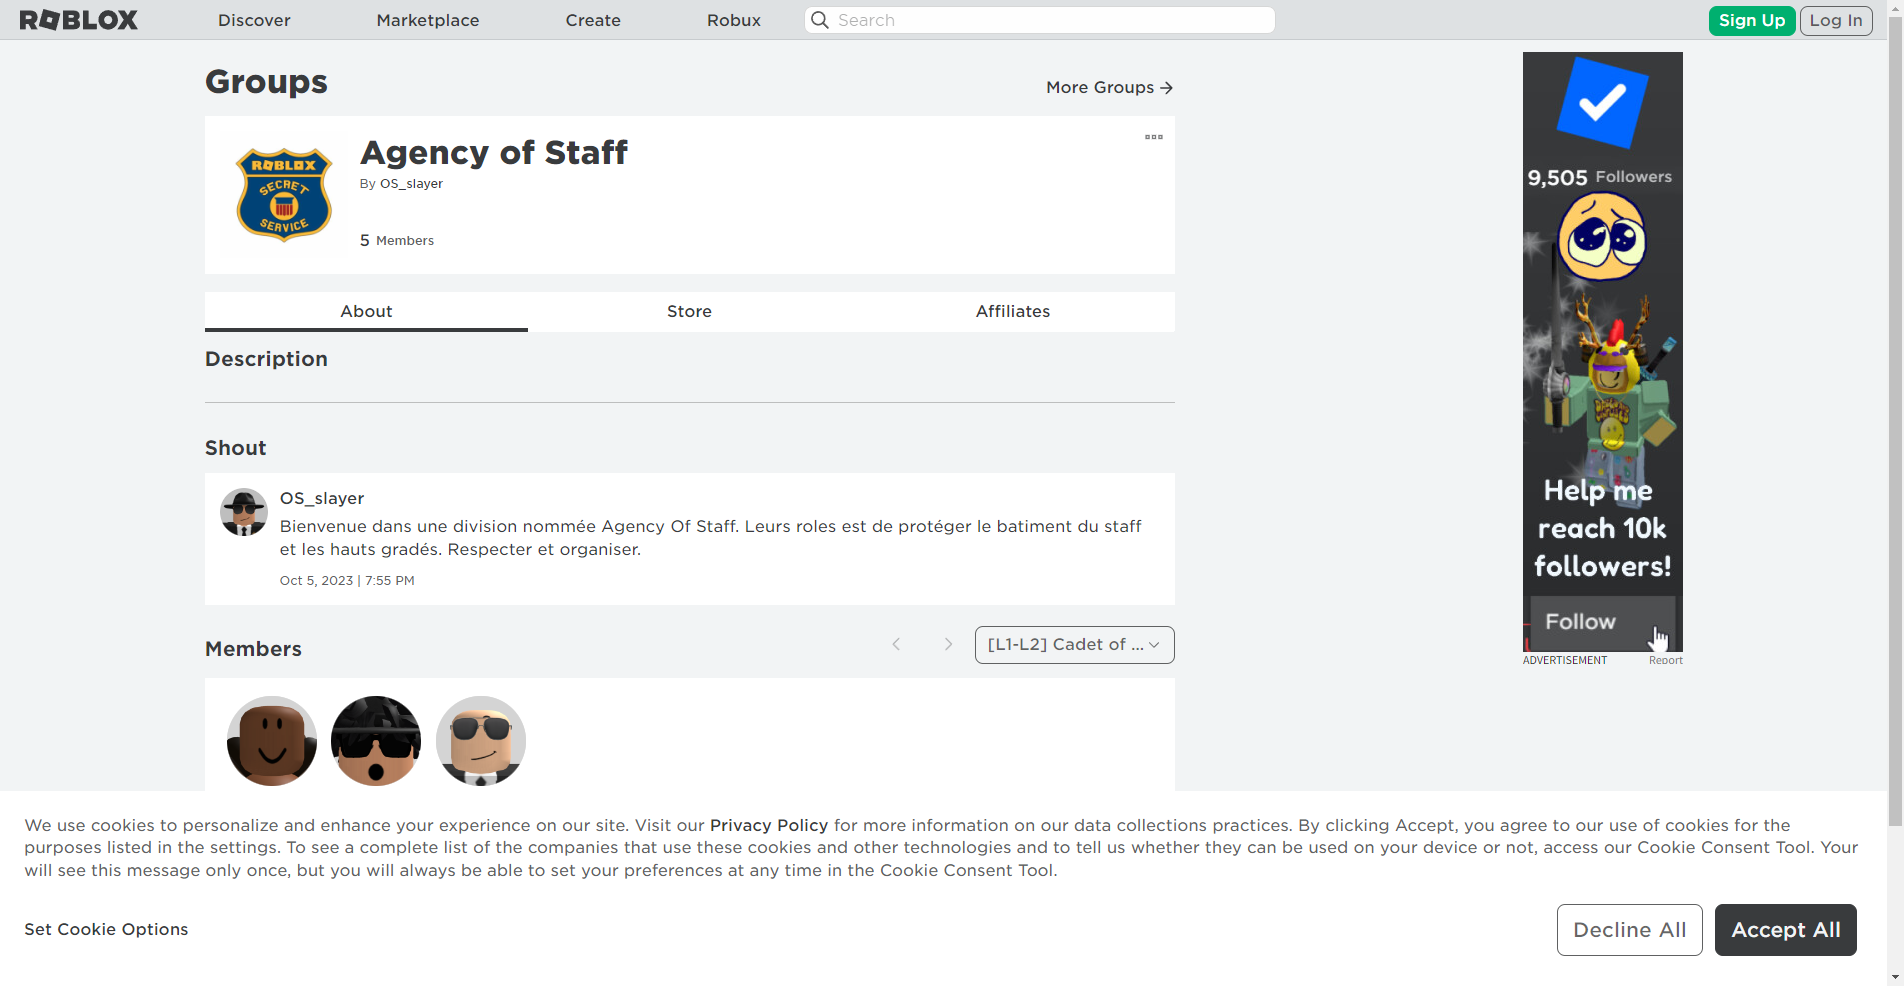 ROBLOX
Discover
Marketplace
Create
Robux
Search
Sign Up
Log In
Groups
More Groups
ROBLOX
SECRET
SERVICE
Agency of Staff
By OS_slayer
5 Members
About
Store
Affiliates
Description
Shout
OS_slayer
Bienvenue dans une division nommée Agency Of Staff. Leurs roles est de protéger le batiment du staff
et les hauts gradés. Respecter et organiser.
Oct 5, 2023 | 7:55 PM
Members
[L1-L2] Cadet of ...
9,505 Followers
Help me
reach 10k
followers!
Follow
ADVERTISEMENT
Report
We use cookies to personalize and enhance your experience on our site. Visit our Privacy Policy for more information on our data collections practices. By clicking Accept, you agree to our use of cookies for the
purposes listed in the settings. To see a complete list of the companies that use these cookies and other technologies and to tell us whether they can be used on your device or not, access our Cookie Consent Tool. Your
will see this message only once, but you will always be able to set your preferences at any time in the Cookie Consent Tool.
Set Cookie Options
Decline All
Accept All